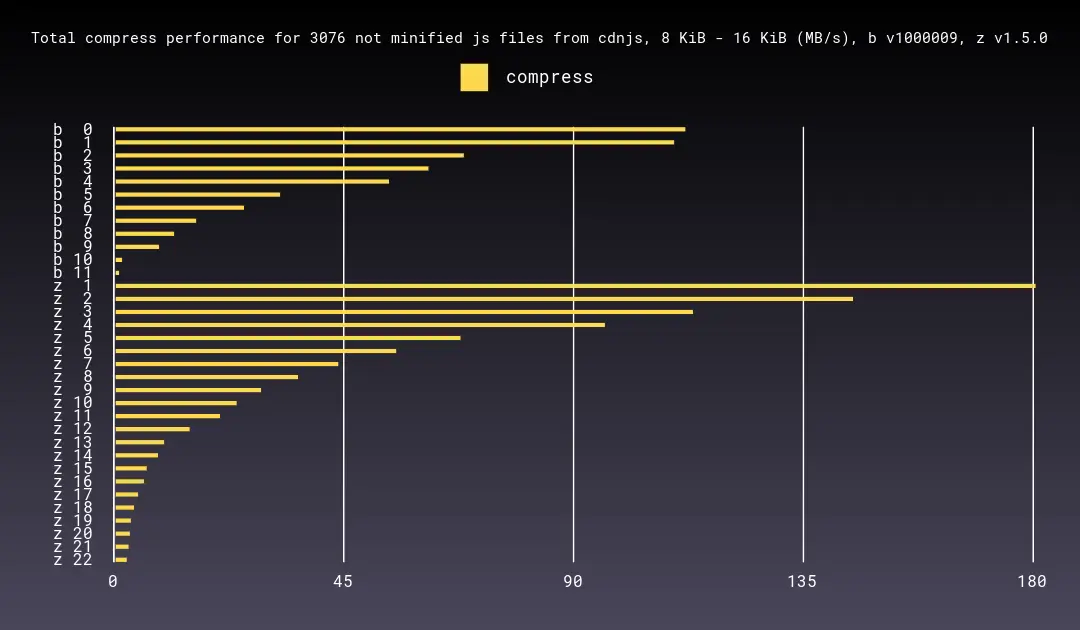 Total compress performance for 3076 not minified js files from cdnjs, 8 KiB - 16 KiB (MB/s), b v1000009, z v1.5.0
compress
b 0
b 1
b 2
b 3
b 4
b 5
b 6
b 7
b 8
b 9
b 10
b 11
z 1
z 2
z 3
z 4
z 5
z 6
z 7
z 8
z 9
z 10
z 11
z 12
z 13
z 14
z 15
z 16
z 17
z 18
z 19
z 20
z 21
z 22
0 45 90 135 180